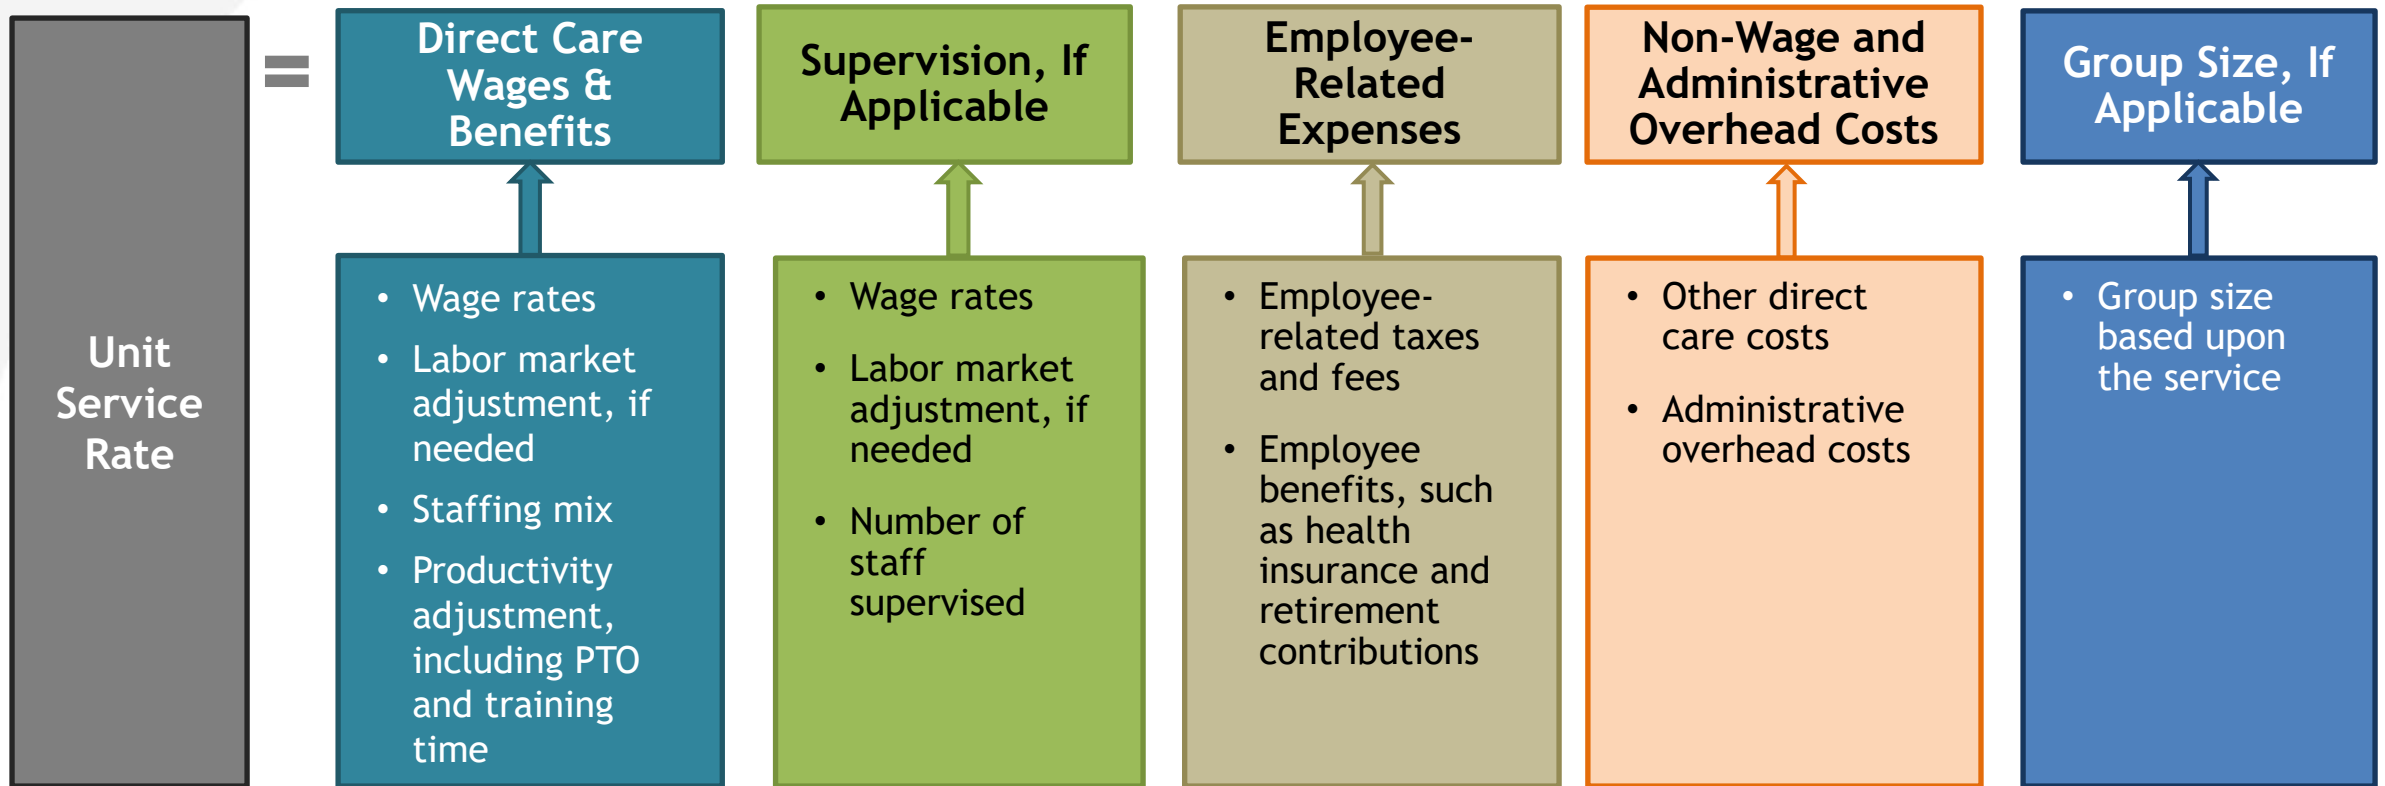 Unit
Service
Rate
=
Direct Care
Wages &
Benefits
• Wage rates
• Labor market
adjustment, if
needed
• Staffing mix
• Productivity
adjustment,
including PTO
and training
time
Supervision, If
Applicable
• Wage rates
• Labor market
adjustment, if
needed
• Number of
staff
supervised
Employee-
Related
Expenses
• Employee-
related taxes
and fees
• Employee
benefits, such
as health
insurance and
retirement
contributions
Non-Wage and
Administrative
Overhead Costs
• Other direct
care costs
• Administrative
overhead costs
Group Size, If
Applicable
• Group size
based upon
the service